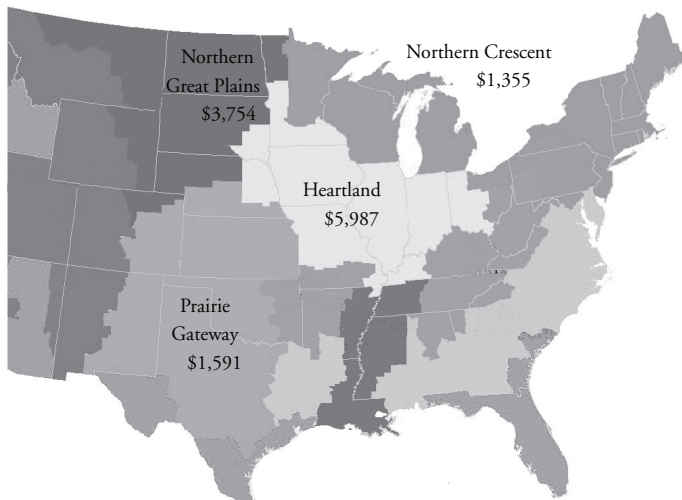 Northern Crescent
$1,355
Northern
Great Plains
$3,754
Heartland
$5,987
Prairie
Gateway
$1,591